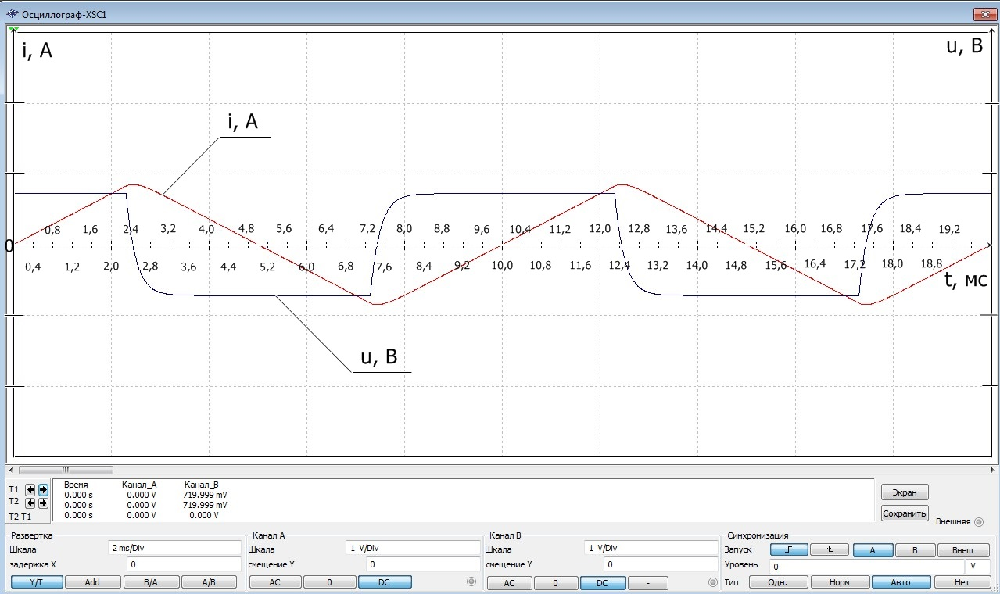 Осциллограф-XSC1
i, А
u, В
i, А
0,8 1,6 2,4 3,2 4,0 4,8 5,6 6,4 7,2 8,0 8,8 9,6 10,4 11,2 12,0 12,8 13,6 14,4 15,2 16,0 16,8 17,6 18,4 19,2
0
0,4 1,2 2,0 2,8 3,6 4,4 5,2 6,0 6,8 7,6 8,4 9,2 10,0 10,8 11,6 12,4 13,2 14,0 14,8 15,6 16,4 17,2 18,0 18,8
t, мс
u, В
T1
T2
T2-T1
Время Канал_A Канал_B
0.000 s 0.000 V 719.999 mV
0.000 s 0.000 V 719.999 mV
0.000 s 0.000 V 0.000 V
Экран
Сохранить
Внешняя
Развертка
Шкала 2 ms/Div
задержка X 0
Y/T Add B/A A/B
Канал A
Шкала 1 V/Div
смещение Y 0
AC 0 DC
Канал B
Шкала 1 V/Div
смещение Y 0
AC 0 DC -
Синхронизация
Запуск A B Внеш
Уровень 0 V
Тип Одн. Норм Авто Нет